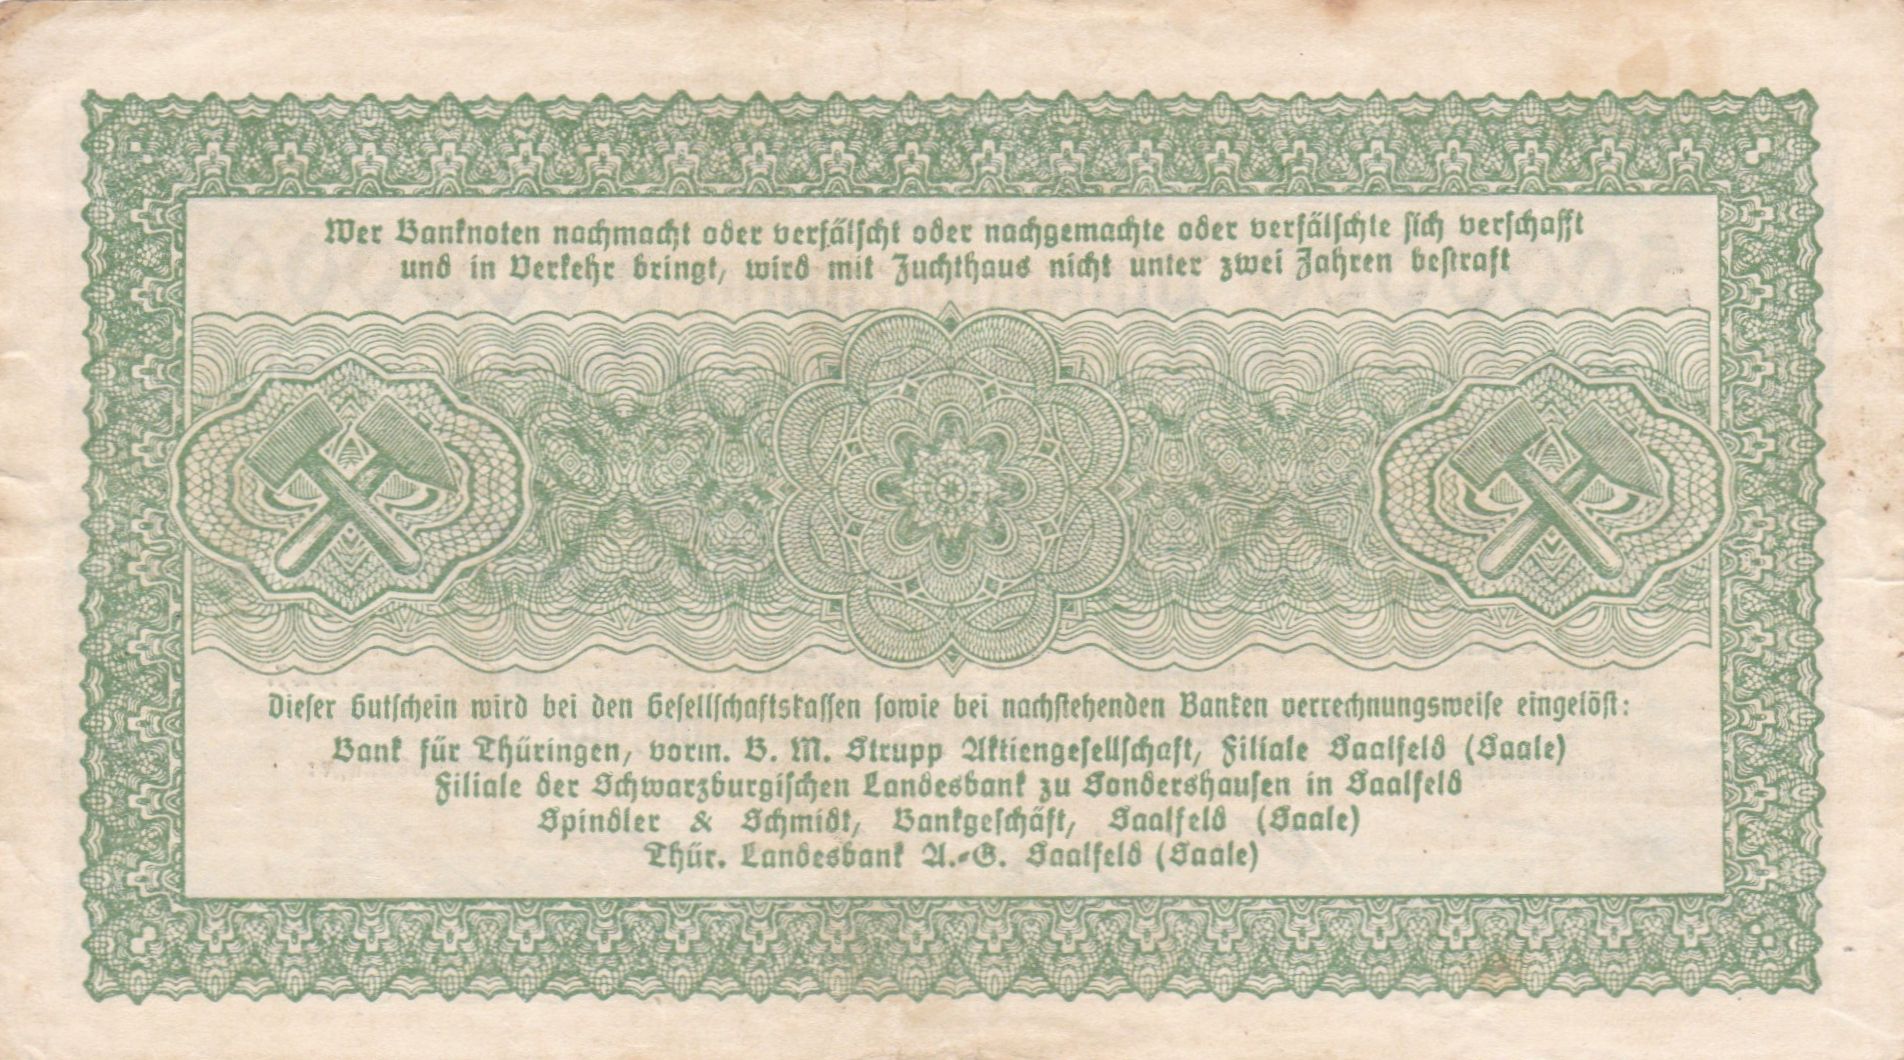 Wer Banknoten nachmacht oder verfälscht oder nachgemachte oder verfälschte sich verschafft
und in Verkehr bringt, wird mit Zuchthaus nicht unter zwei Jahren bestraft
Dieser Gutschein wird bei den Gesellschaftskassen sowie bei nachstehenden Banken verrechnungsweise eingelöst:
Bank für Thüringen, vorm. B. M. Strupp Aktiengesellschaft, Filiale Saalfeld (Saale)
Filiale der Schwarzburgischen Landesbank zu Sondershausen in Saalfeld
Spindler & Schmidt, Bankgeschäft, Saalfeld (Saale)
Thür. Landesbank A.-G. Saalfeld (Saale)